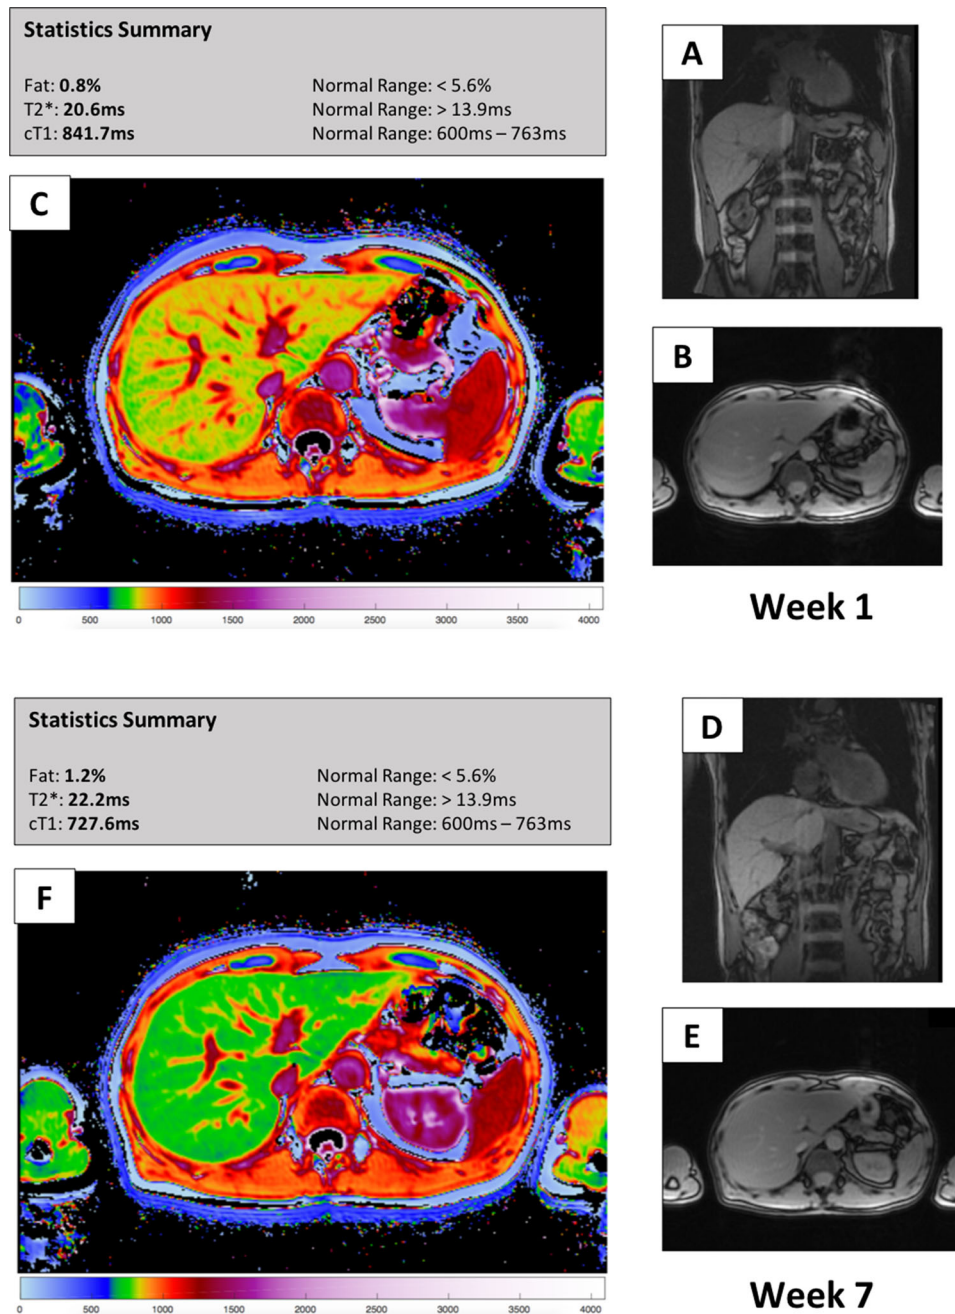 Statistics Summary
Fat: 0.8% Normal Range: < 5.6%
T2*: 20.6ms Normal Range: > 13.9ms
cT1: 841.7ms Normal Range: 600ms – 763ms
A
C
B
0 500 1000 1500 2000 2500 3000 3500 4000
Week 1
Statistics Summary
Fat: 1.2% Normal Range: < 5.6%
T2*: 22.2ms Normal Range: > 13.9ms
cT1: 727.6ms Normal Range: 600ms – 763ms
D
F
E
0 500 1000 1500 2000 2500 3000 3500 4000
Week 7